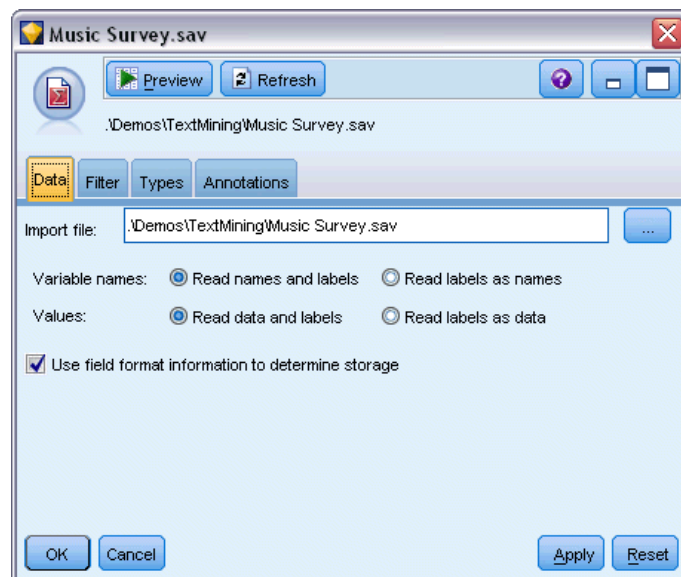 Music Survey.sav
Preview Refresh ?
.\Demos\TextMining\Music Survey.sav
Data Filter Types Annotations
Import file: .\Demos\TextMining\Music Survey.sav ...
Variable names: Read names and labels Read labels as names
Values: Read data and labels Read labels as data
Use field format information to determine storage
OK Cancel Apply Reset